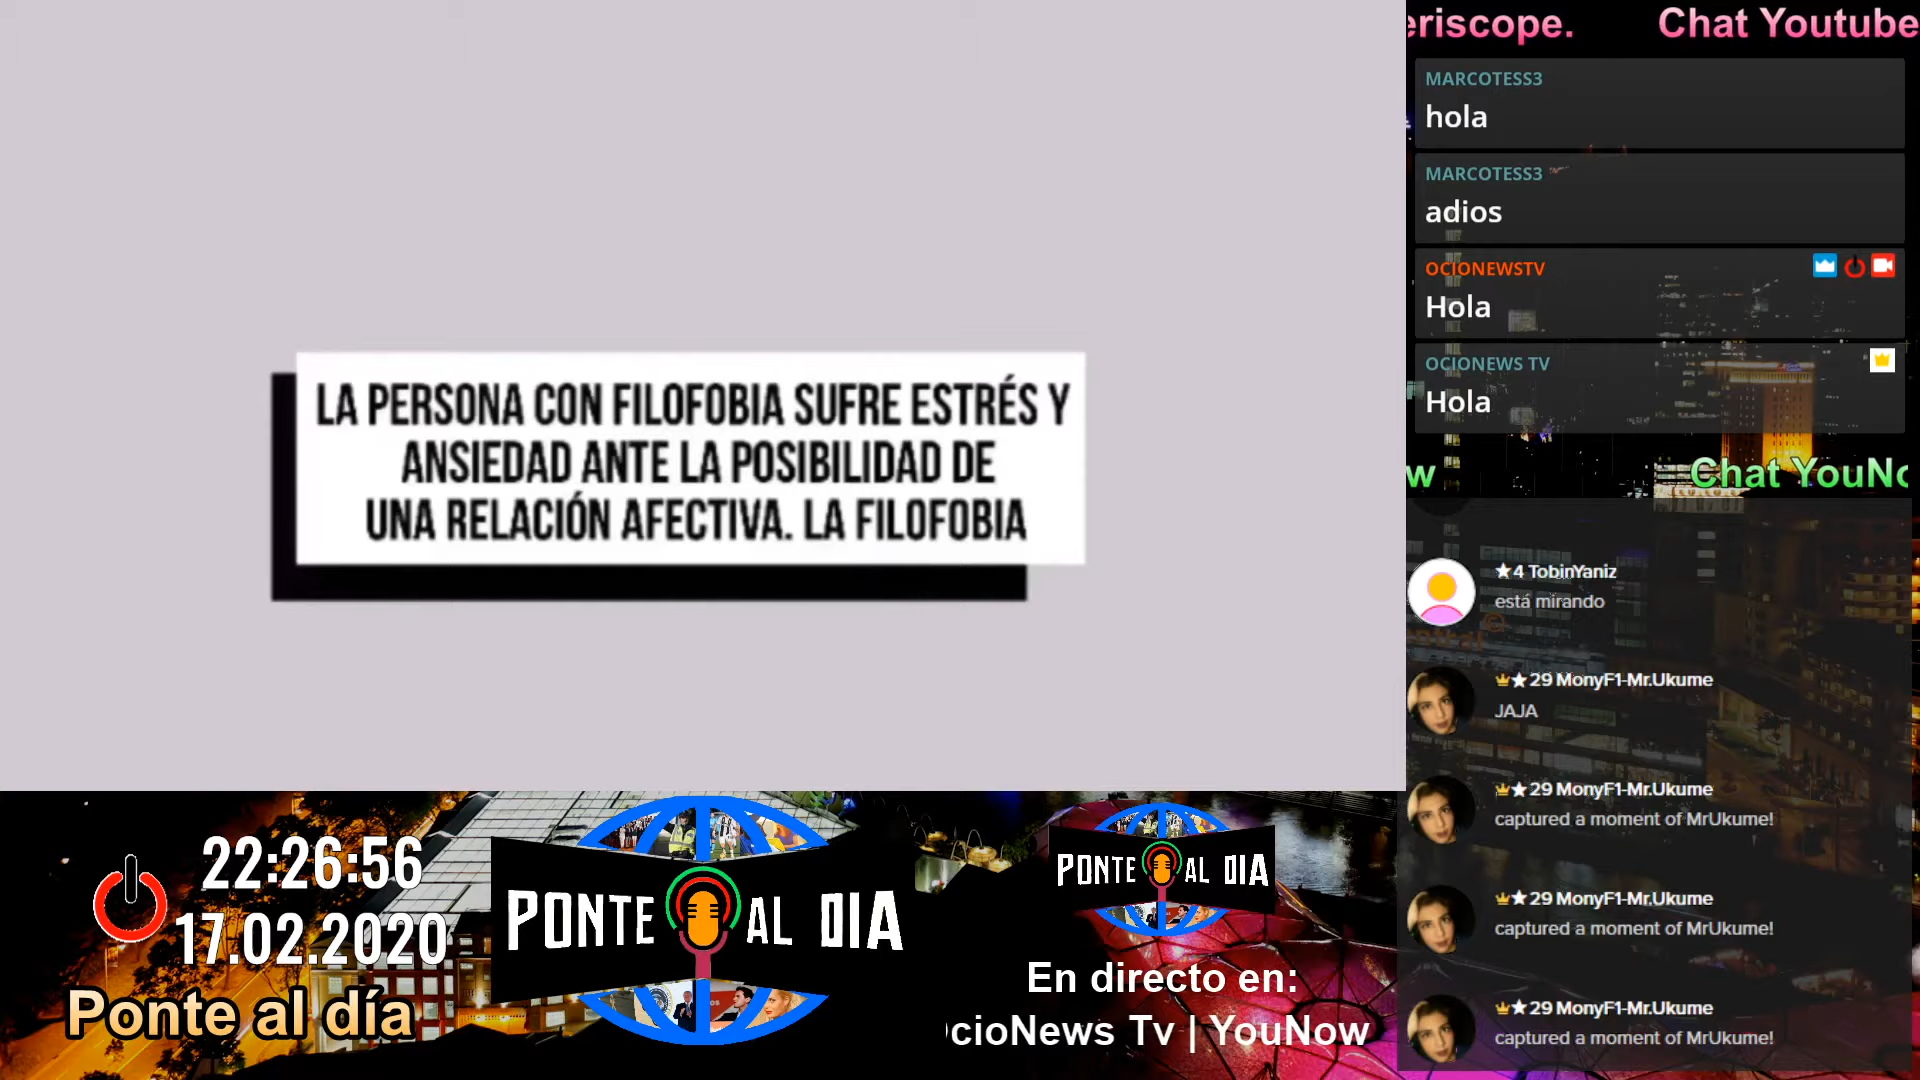 LA PERSONA CON FILOFOBIA SUFRE ESTRÉS Y
ANSIEDAD ANTE LA POSIBILIDAD DE
UNA RELACIÓN AFECTIVA. LA FILOFOBIA
eriscope. Chat Youtube
MARCOTESS3
hola
MARCOTESS3
adios
OCIONEWSTV
Hola
OCIONEWS TV
Hola
w Chat YouNo
★4 TobinYaniz
está mirando
★29 MonyF1-Mr.Ukume
JAJA
★29 MonyF1-Mr.Ukume
captured a moment of MrUkume!
★29 MonyF1-Mr.Ukume
captured a moment of MrUkume!
★29 MonyF1-Mr.Ukume
captured a moment of MrUkume!
22:26:56
17.02.2020
Ponte al día
PONTE AL DIA
PONTE AL DIA
En directo en:
cioNews Tv | YouNow